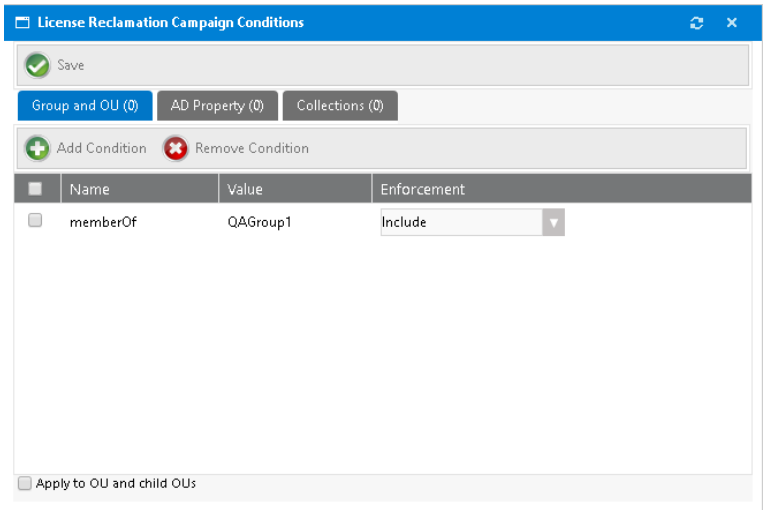 License Reclamation Campaign Conditions
Save
Group and OU (0) AD Property (0) Collections (0)
Add Condition Remove Condition
Name Value Enforcement
memberOf QAGroup1 Include
Apply to OU and child OUs